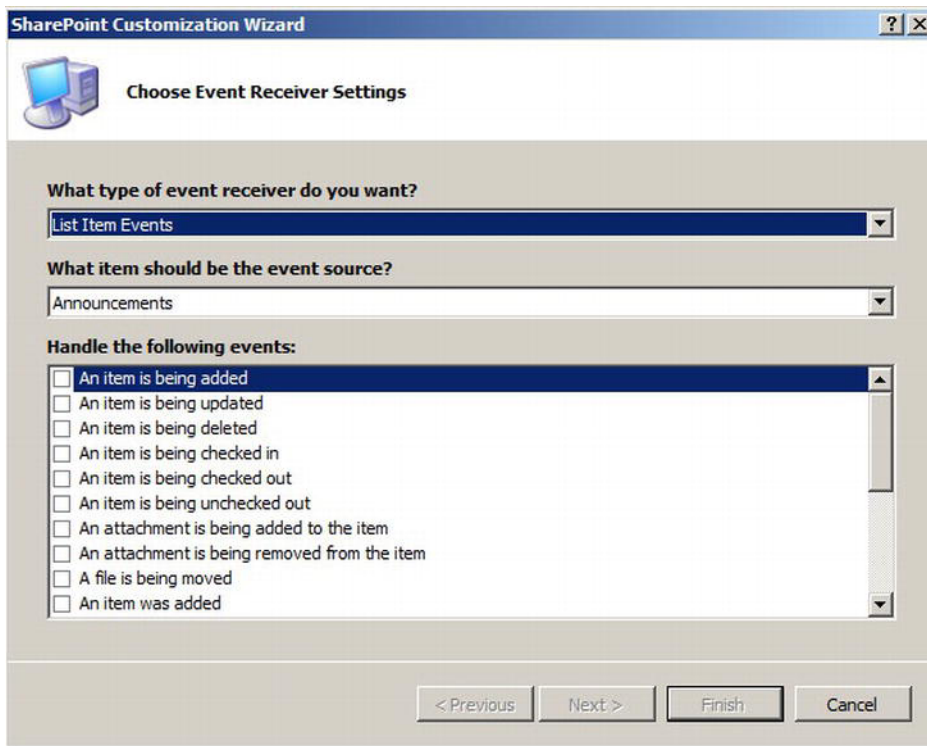 SharePoint Customization Wizard
Choose Event Receiver Settings
What type of event receiver do you want?
List Item Events
What item should be the event source?
Announcements
Handle the following events:
An item is being added
An item is being updated
An item is being deleted
An item is being checked in
An item is being checked out
An item is being unchecked out
An attachment is being added to the item
An attachment is being removed from the item
A file is being moved
An item was added
< Previous Next > Finish Cancel